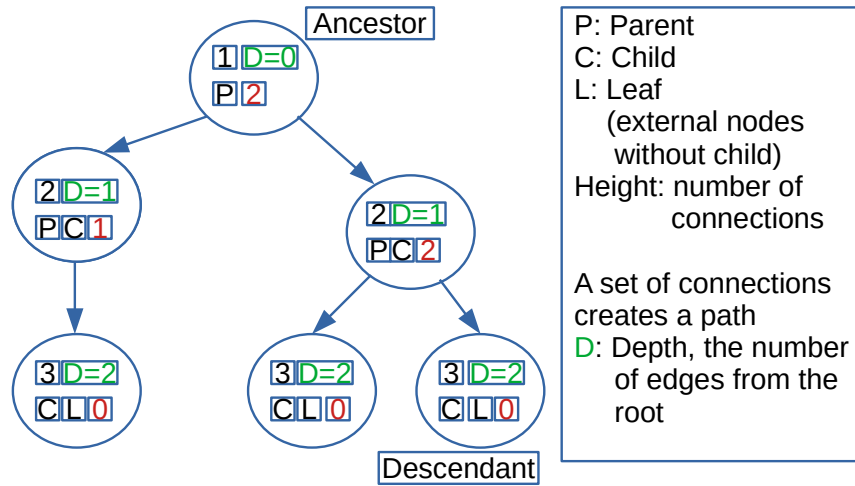 Ancestor
1 D=0
P 2
2 D=1
P C 1
2 D=1
P C 2
3 D=2
C L 0
3 D=2
C L 0
3 D=2
C L 0
Descendant
P: Parent
C: Child
L: Leaf
(external nodes
without child)
Height: number of
connections
A set of connections
creates a path
D: Depth, the number
of edges from the
root